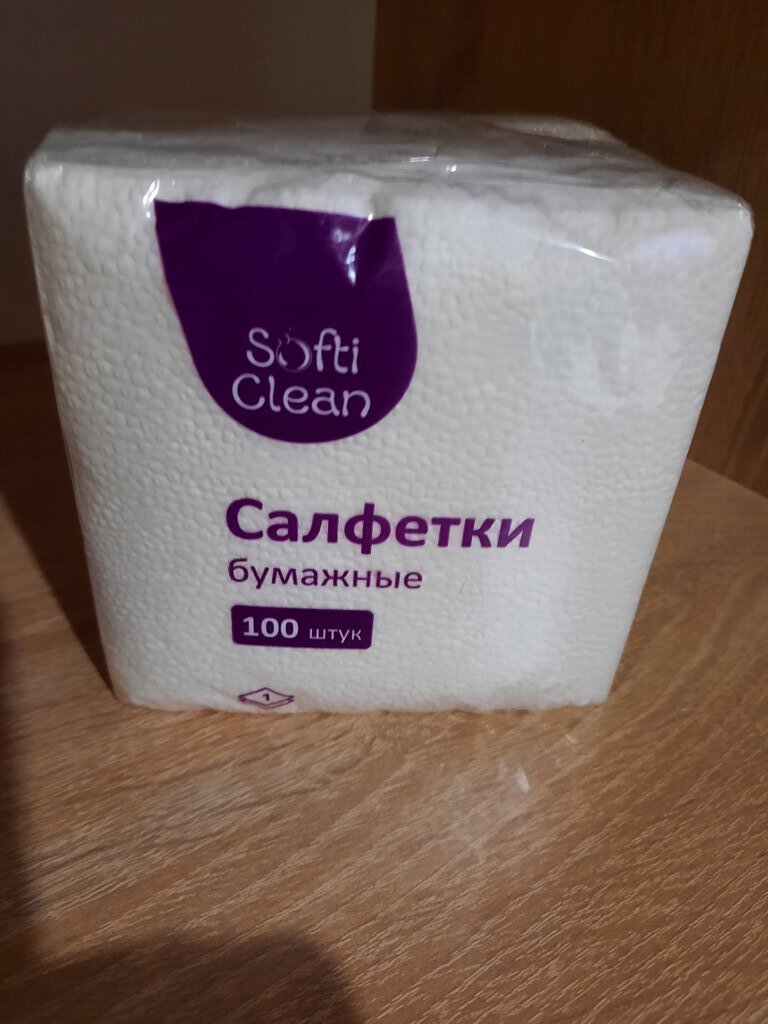 Softi
Clean
Салфетки
бумажные
100 штук
1